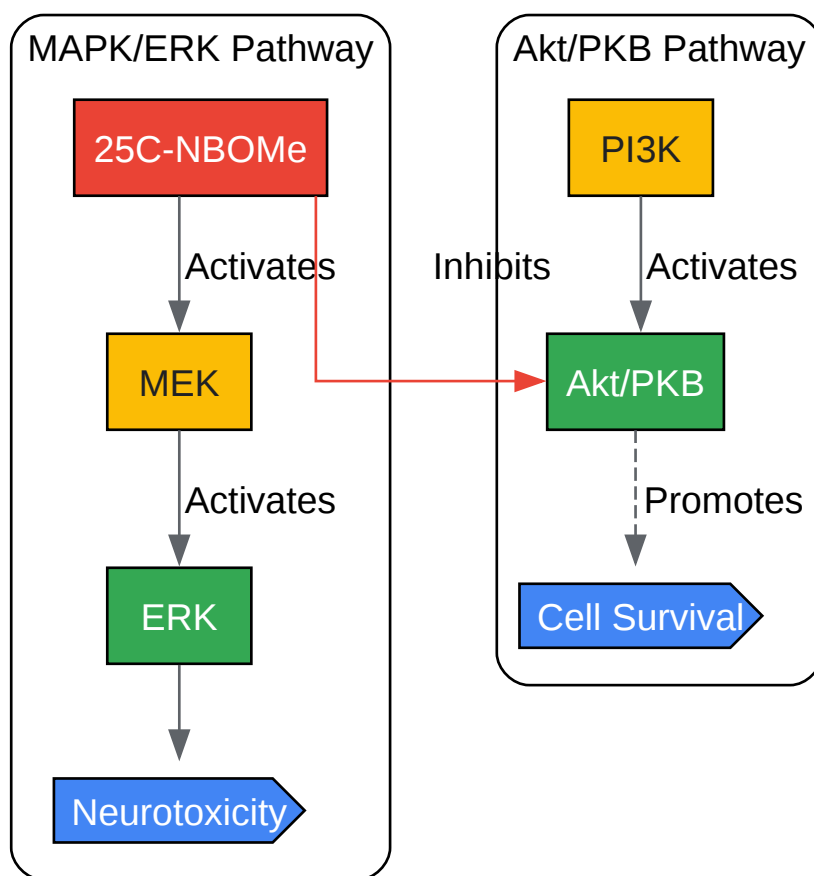 MAPK/ERK Pathway
25C-NBOMe
Activates
MEK
Activates
ERK
Neurotoxicity
Inhibits
Akt/PKB Pathway
PI3K
Activates
Akt/PKB
Promotes
Cell Survival